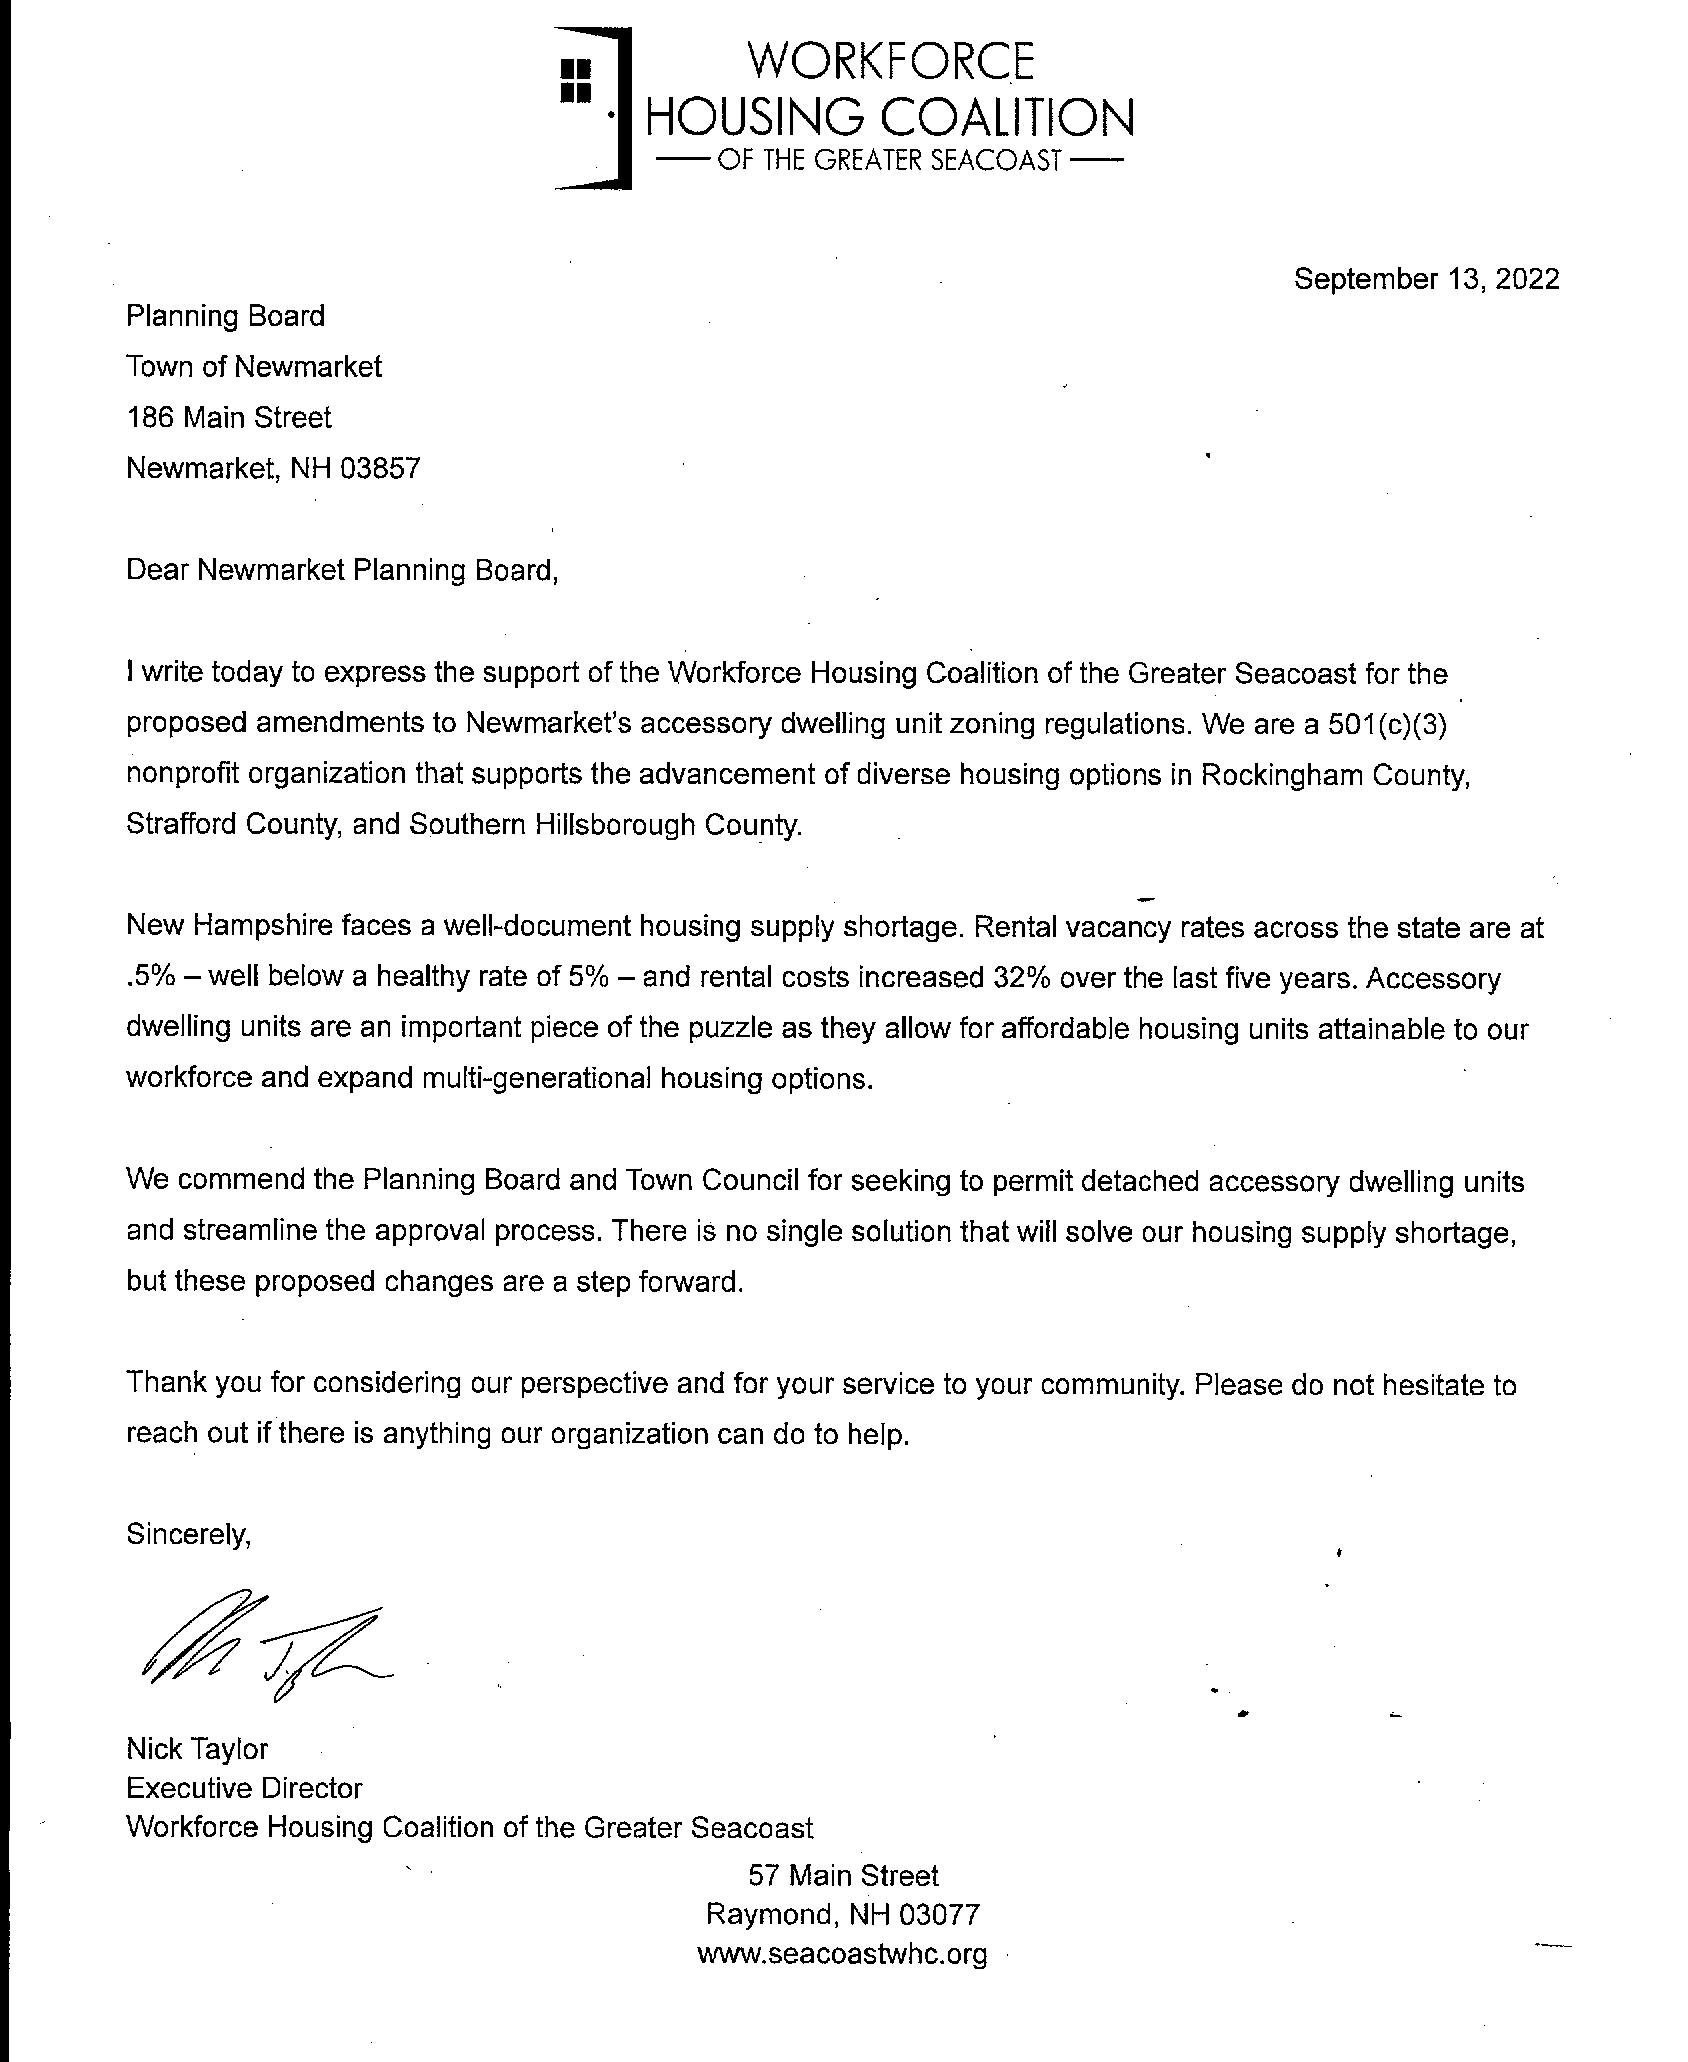 WORKFORCE
HOUSING COALITION
OF THE GREATER SEACOAST
September 13, 2022
Planning Board
Town of Newmarket
186 Main Street
Newmarket, NH 03857
Dear Newmarket Planning Board,
I write today to express the support of the Workforce Housing Coalition of the Greater Seacoast for the
proposed amendments to Newmarket's accessory dwelling unit zoning regulations. We are a 501(c)(3)
nonprofit organization that supports the advancement of diverse housing options in Rockingham County,
Strafford County, and Southern Hillsborough County.
New Hampshire faces a well-document housing supply shortage. Rental vacancy rates across the state are at
.5% – well below a healthy rate of 5% – and rental costs increased 32% over the last five years. Accessory
dwelling units are an important piece of the puzzle as they allow for affordable housing units attainable to our
workforce and expand multi-generational housing options.
We commend the Planning Board and Town Council for seeking to permit detached accessory dwelling units
and streamline the approval process. There is no single solution that will solve our housing supply shortage,
but these proposed changes are a step forward.
Thank you for considering our perspective and for your service to your community. Please do not hesitate to
reach out if there is anything our organization can do to help.
Sincerely,
Nick Taylor
Executive Director
Workforce Housing Coalition of the Greater Seacoast
57 Main Street
Raymond, NH 03077
www.seacoastwhc.org